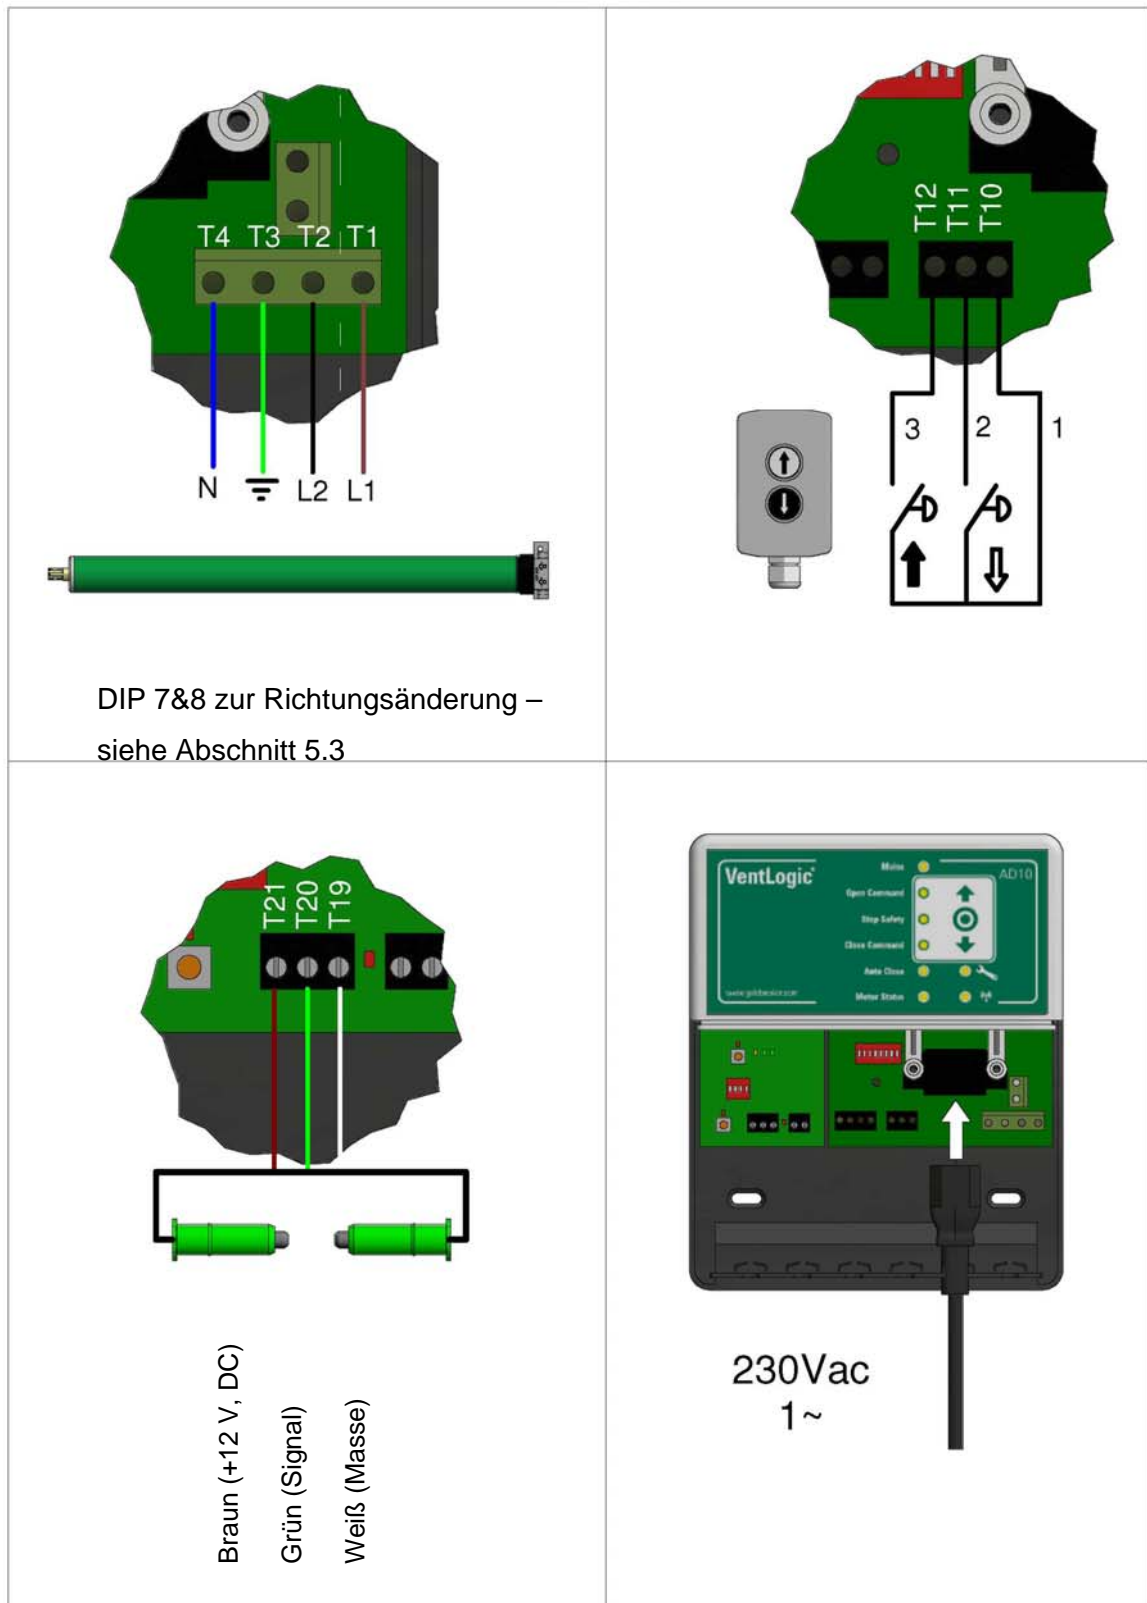 T4 T3 T2 T1
N L2 L1
DIP 7&8 zur Richtungsänderung –
siehe Abschnitt 5.3
T12
T11
T10
3 2 1
T21
T20
T19
Braun (+12 V, DC)
Grün (Signal)
Weiß (Masse)
VentLogic®
AD10
Mains
Open Command
Stop Safety
Close Command
Auto Close
Motor Status
230Vac
1~